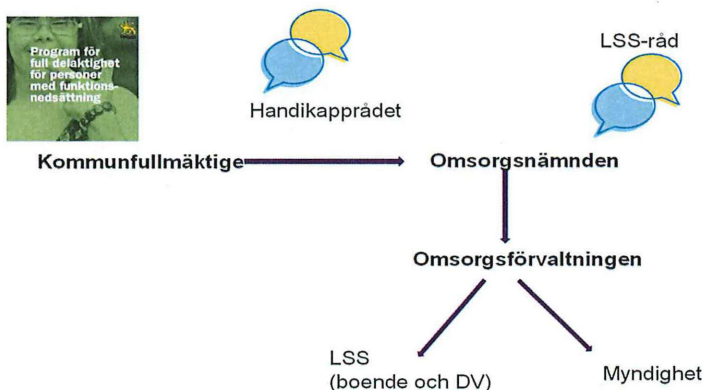 Program för
full delaktighet
för personer
med funktions-
nedsättning
Handikapprådet
LSS-råd
Kommunfullmäktige
Omsorgsnämnden
Omsorgsförvaltningen
LSS
(boende och DV)
Myndighet